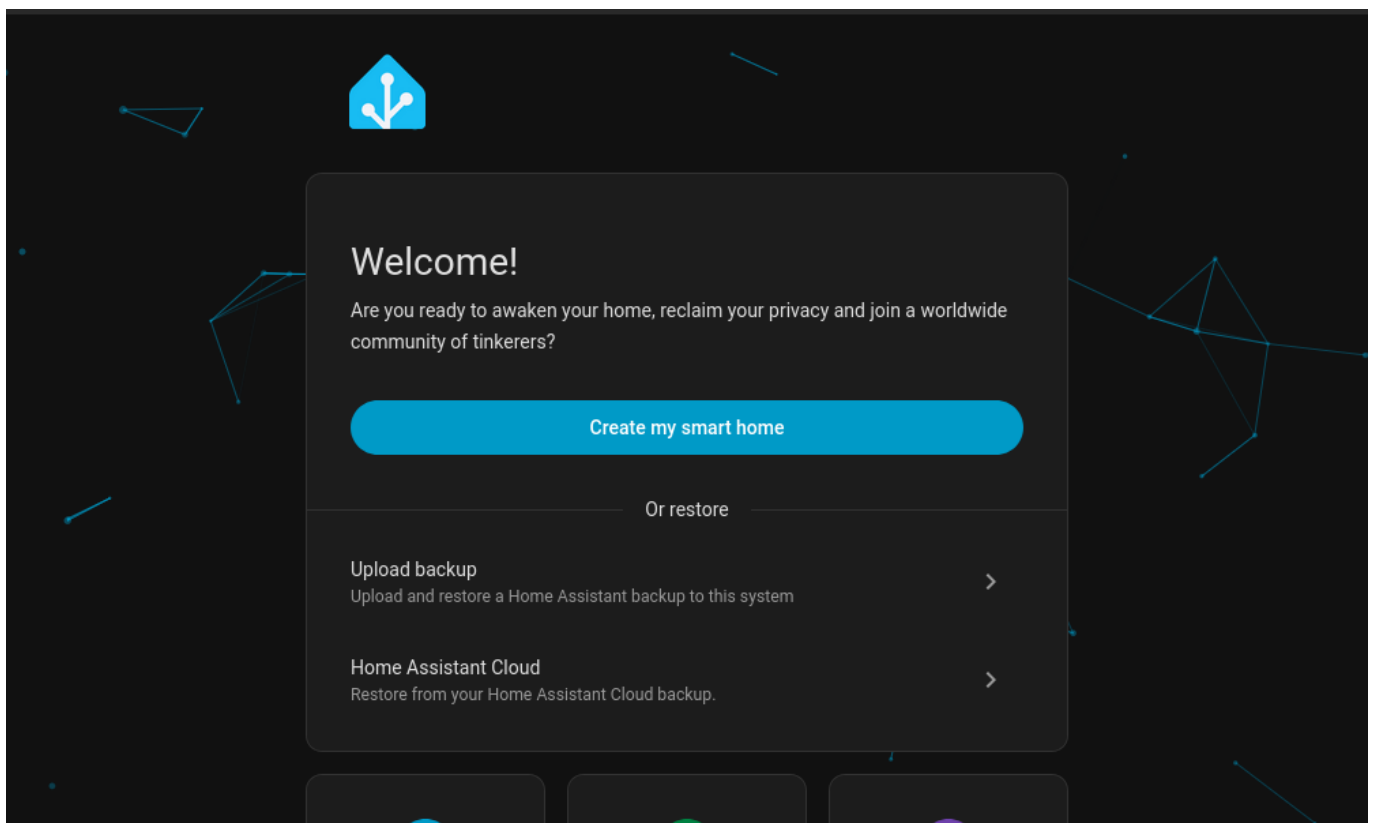 Welcome!
Are you ready to awaken your home, reclaim your privacy and join a worldwide
community of tinkerers?
Create my smart home
Or restore
Upload backup
Upload and restore a Home Assistant backup to this system
Home Assistant Cloud
Restore from your Home Assistant Cloud backup.